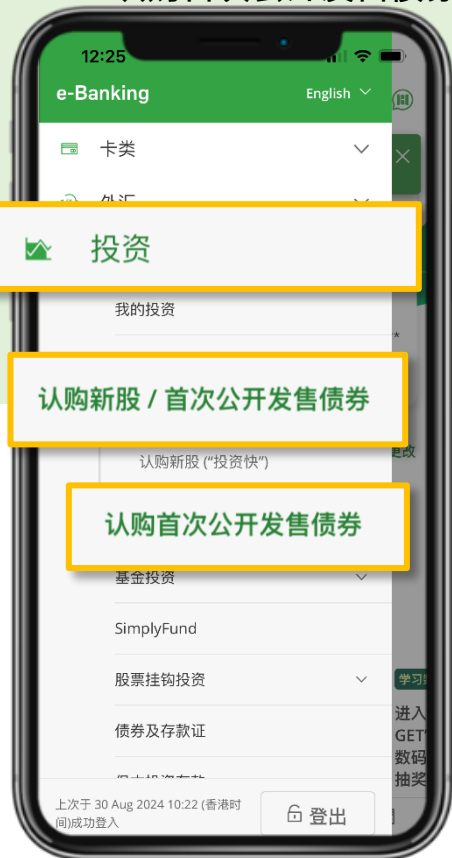 12:25
e-Banking
English
卡类
外汇
投资
我的投资
认购新股 / 首次公开发售债券
更改
认购新股 (“投资快”)
认购首次公开发售债券
基金投资
SimplyFund
股票挂钩投资
学习
债券及存款证
进入
GET
数码
抽奖
上次于 30 Aug 2024 10:22 (香港时
间)成功登入
登出